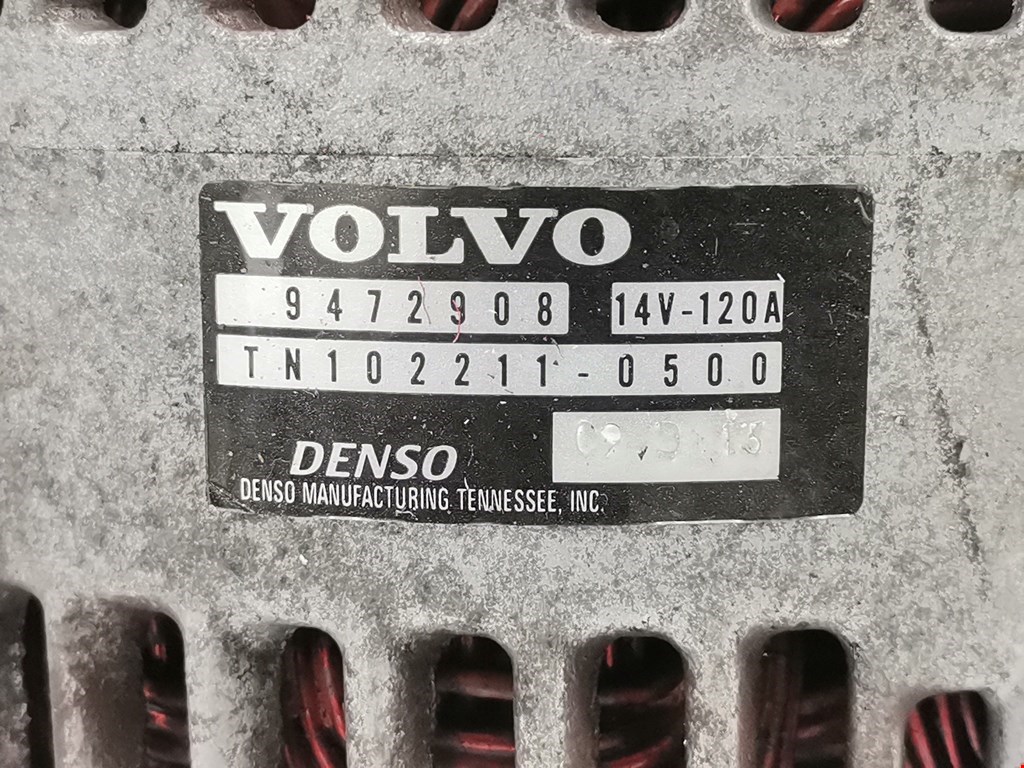 VOLVO
9472908 14V-120A
TN102211-0500
DENSO
DENSO MANUFACTURING TENNESSEE, INC.